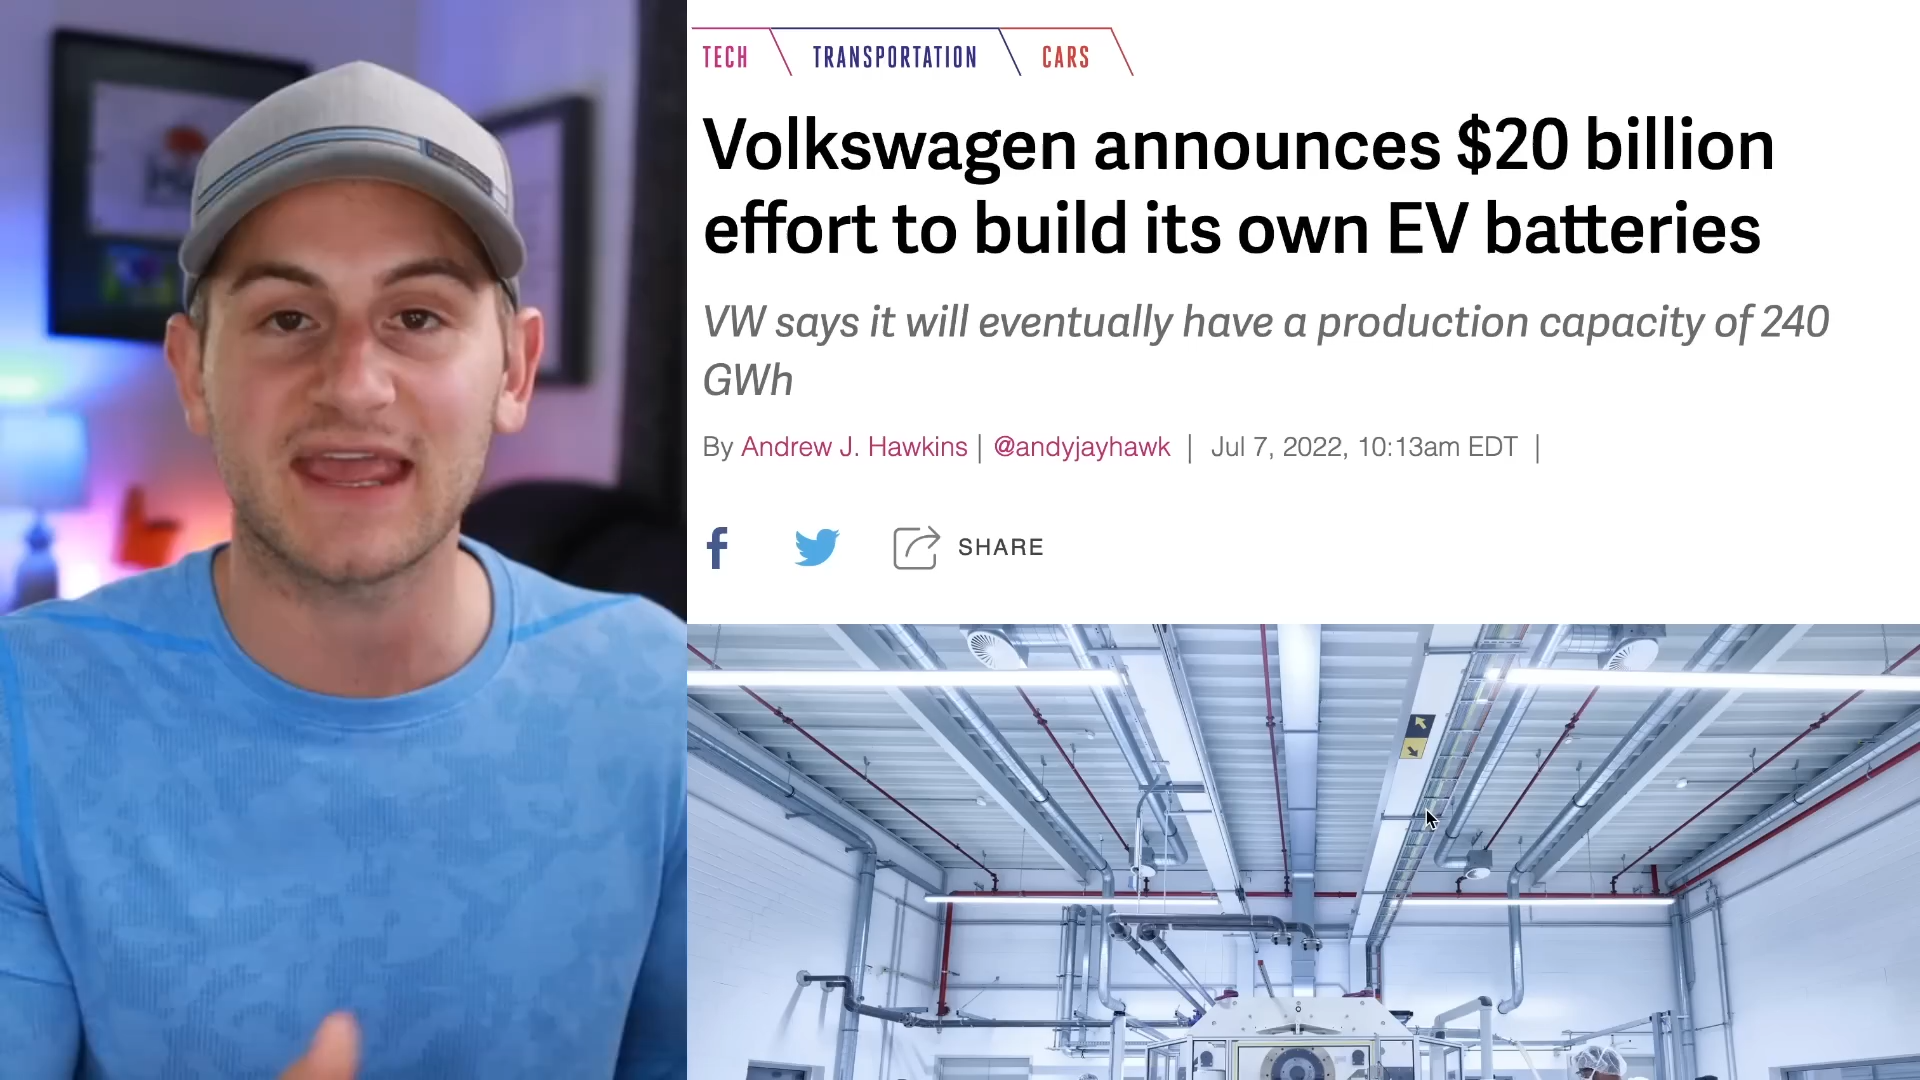 TECH TRANSPORTATION CARS
Volkswagen announces $20 billion
effort to build its own EV batteries
VW says it will eventually have a production capacity of 240
GWh
By Andrew J. Hawkins | @andyjayhawk | Jul 7, 2022, 10:13am EDT |
SHARE